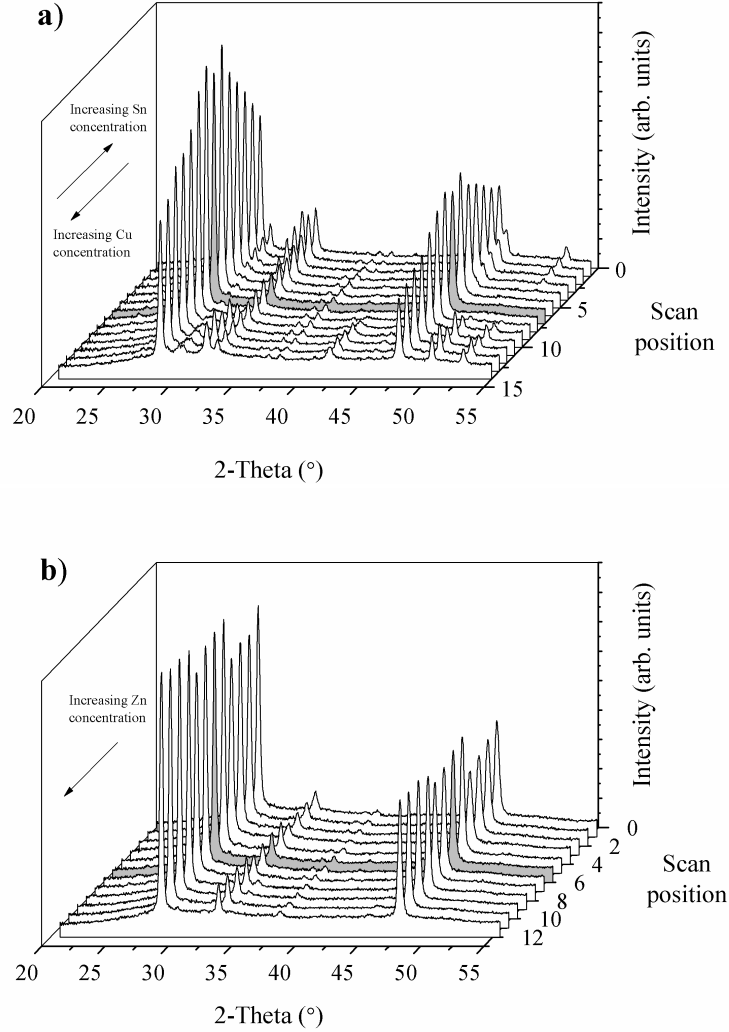 a)
Increasing Sn
concentration
Increasing Cu
concentration
Intensity (arb. units)
0
5
10
15
Scan
position
20 25 30 35 40 45 50 55
2-Theta (°)
b)
Increasing Zn
concentration
Intensity (arb. units)
0
2
4
6
8
10
12
Scan
position
20 25 30 35 40 45 50 55
2-Theta (°)